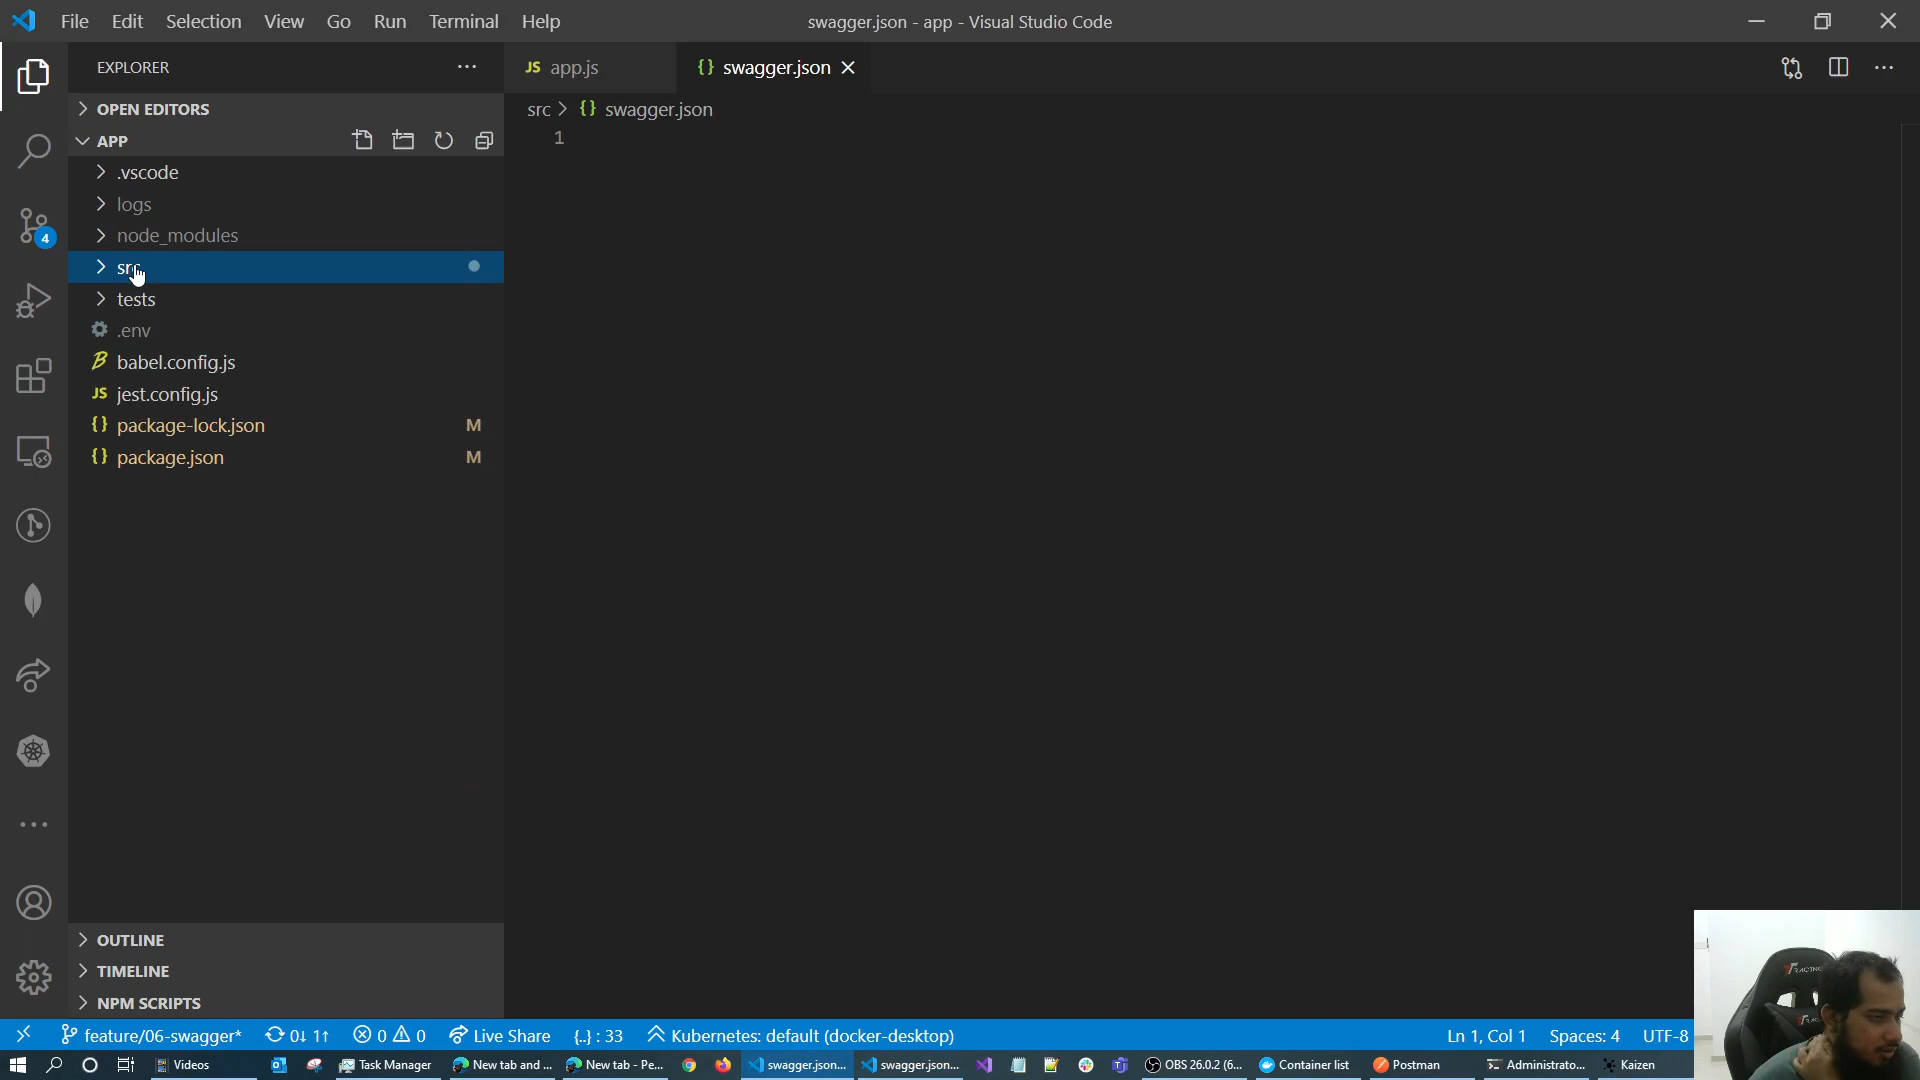 File Edit Selection View Go Run Terminal Help
swagger.json - app - Visual Studio Code
EXPLORER
OPEN EDITORS
APP
.vscode
logs
node_modules
src
tests
.env
babel.config.js
jest.config.js
package-lock.json M
package.json M
OUTLINE
TIMELINE
NPM SCRIPTS
JS app.js
{} swagger.json
src > {} swagger.json
1
4
feature/06-swagger* 0↓ 1↑ 0 0 Live Share {..} : 33 Kubernetes: default (docker-desktop) Ln 1, Col 1 Spaces: 4 UTF-8
Videos Task Manager New tab and ... New tab - Pe... swagger.json... swagger.json... OBS 26.0.2 (6... Container list Postman Administrato... Kaizen